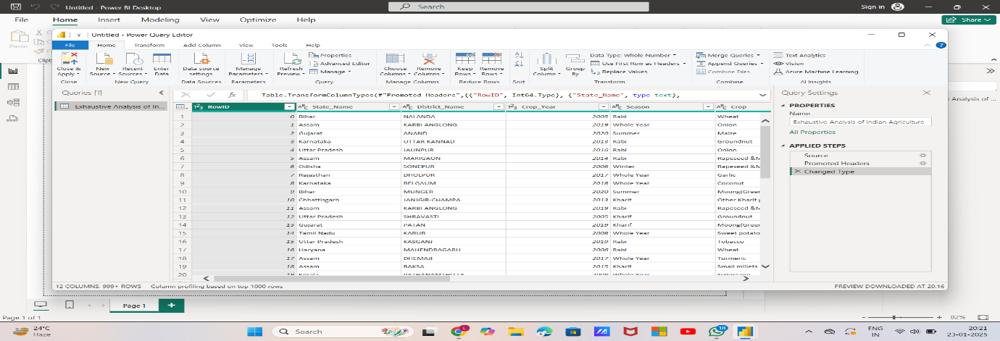 Untitled - Power BI Desktop
Search
Sign in
File Home Insert Modeling View Optimize Help
Share
Paste
Untitled - Power Query Editor
File Home Transform Add Column View Tools Help
Close & Apply
New Source
Recent Sources
Enter Data
Data source settings
Manage Parameters
Refresh Preview
Properties
Advanced Editor
Manage
Choose Columns
Remove Columns
Keep Rows
Remove Rows
Split Column
Group By
Data Type: Whole Number
Use First Row as Headers
Replace Values
Merge Queries
Append Queries
Combine Files
Text Analytics
Vision
Azure Machine Learning
Close New Query Data Sources Parameters Query Manage Columns Reduce Rows Sort Transform Combine AI Insights
Queries [1]
Exhaustive Analysis of In...
Table.TransformColumnTypes(#"Promoted Headers",{{"RowID", Int64.Type}, {"State_Name", type text},
RowID State_Name District_Name Crop_Year Season Crop
1 0 Bihar NALANDA 2005 Rabi Wheat
2 1 Assam KARBI ANGLONG 2019 Whole Year Onion
3 2 Gujarat ANAND 2020 Summer Maize
4 3 Karnataka UTTAR KANNAD 2013 Rabi Groundnut
5 4 Uttar Pradesh JAUNPUR 2016 Rabi Onion
6 5 Assam MARIGAON 2014 Rabi Rapeseed &M
7 6 Odisha SONEPUR 2006 Winter Rapeseed &M
8 7 Rajasthan DHOLPUR 2017 Whole Year Garlic
9 8 Karnataka BELGAUM 2018 Whole Year Coconut
10 9 Bihar MUNGER 2020 Summer Moong(Green
11 10 Chhattisgarh JANJGIR-CHAMPA 2013 Kharif Other Kharif p
12 11 Assam KARBI ANGLONG 2019 Rabi Rapeseed &M
13 12 Uttar Pradesh SHRAVASTI 2005 Kharif Groundnut
14 13 Gujarat PATAN 2019 Kharif Moong(Green
15 14 Tamil Nadu KARUR 2008 Whole Year Sweet potato
16 15 Uttar Pradesh KASGANJ 2019 Rabi Tobacco
17 16 Haryana MAHENDRAGARH 2006 Rabi Wheat
18 17 Assam DHEMAJI 2017 Whole Year Turmeric
19 18 Assam BAKSA 2015 Kharif Small millets
20 19 Kerala PATHANAMTHITTA 2008 Whole Year Sugarcane
Query Settings
PROPERTIES
Name
Exhaustive Analysis of Indian Agriculture
All Properties
APPLIED STEPS
Source
Promoted Headers
Changed Type
Analysis of ...
12 COLUMNS, 999+ ROWS Column profiling based on top 1000 rows
PREVIEW DOWNLOADED AT 20:16
Page 1
Page 1 of 1
82%
24°C
Haze
Search
18
ENG
IN
20:21
23-01-2025